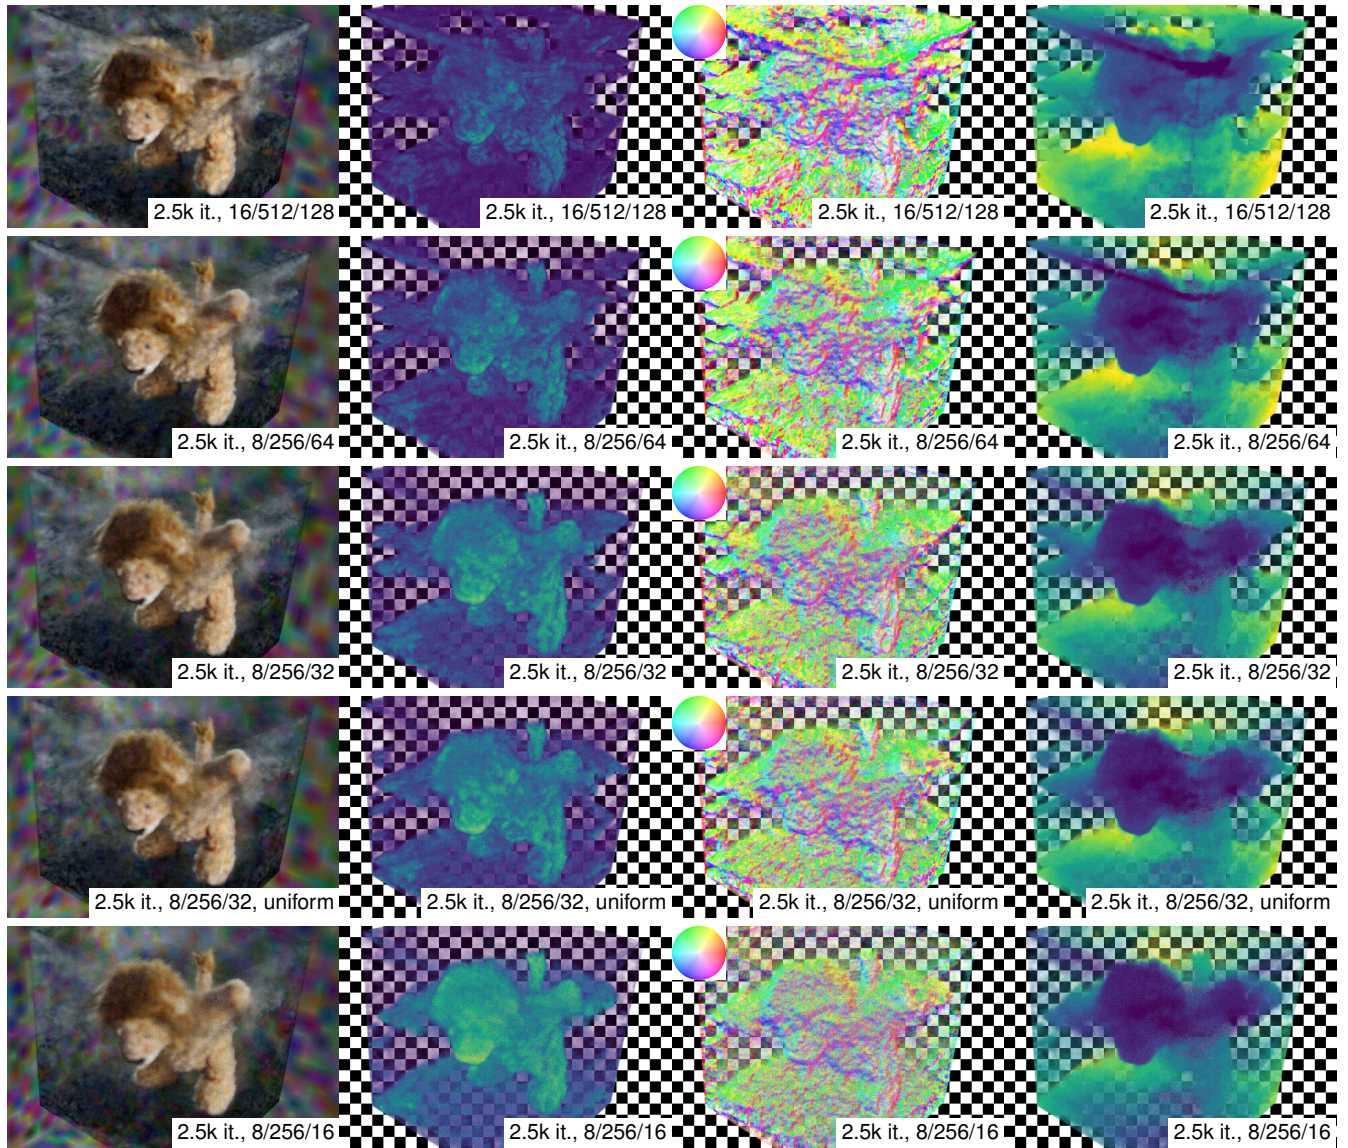 2.5k it., 16/512/128
2.5k it., 16/512/128
2.5k it., 16/512/128
2.5k it., 16/512/128
2.5k it., 8/256/64
2.5k it., 8/256/64
2.5k it., 8/256/64
2.5k it., 8/256/64
2.5k it., 8/256/32
2.5k it., 8/256/32
2.5k it., 8/256/32
2.5k it., 8/256/32
2.5k it., 8/256/32, uniform
2.5k it., 8/256/32, uniform
2.5k it., 8/256/32, uniform
2.5k it., 8/256/32, uniform
2.5k it., 8/256/16
2.5k it., 8/256/16
2.5k it., 8/256/16
2.5k it., 8/256/16